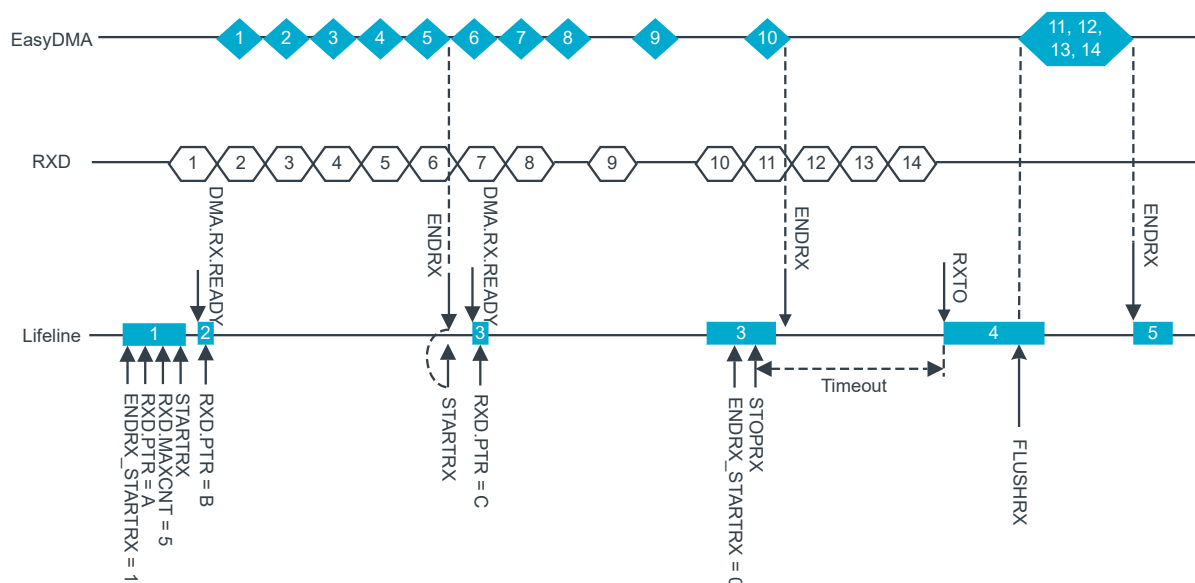 EasyDMA
1
2
3
4
5
6
7
8
9
10
11, 12,
13, 14
RXD
1
2
3
4
5
6
7
8
9
10
11
12
13
14
DMA.RX.READY
ENDRX
DMA.RX.READY
ENDRX
RXTO
ENDRX
Lifeline
1
2
3
3
4
5
Timeout
ENDRX_STARTRX = 1
RXD.PTR = A
RXD.MAXCNT = 5
STARTRX
RXD.PTR = B
STARTRX
RXD.PTR = C
ENDRX_STARTRX = 0
STOPRX
FLUSHRX